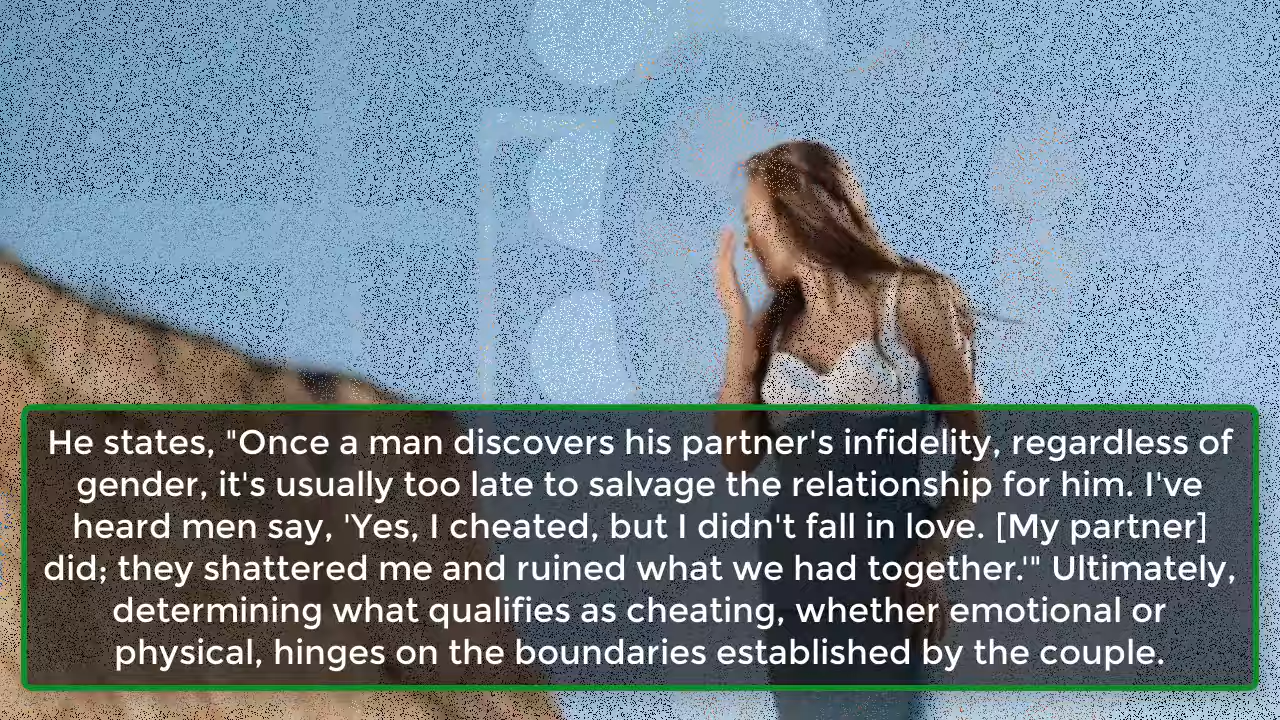 He states, "Once a man discovers his partner's infidelity, regardless of
gender, it's usually too late to salvage the relationship for him. I've
heard men say, 'Yes, I cheated, but I didn't fall in love. [My partner]
did; they shattered me and ruined what we had together.'" Ultimately,
determining what qualifies as cheating, whether emotional or
physical, hinges on the boundaries established by the couple.